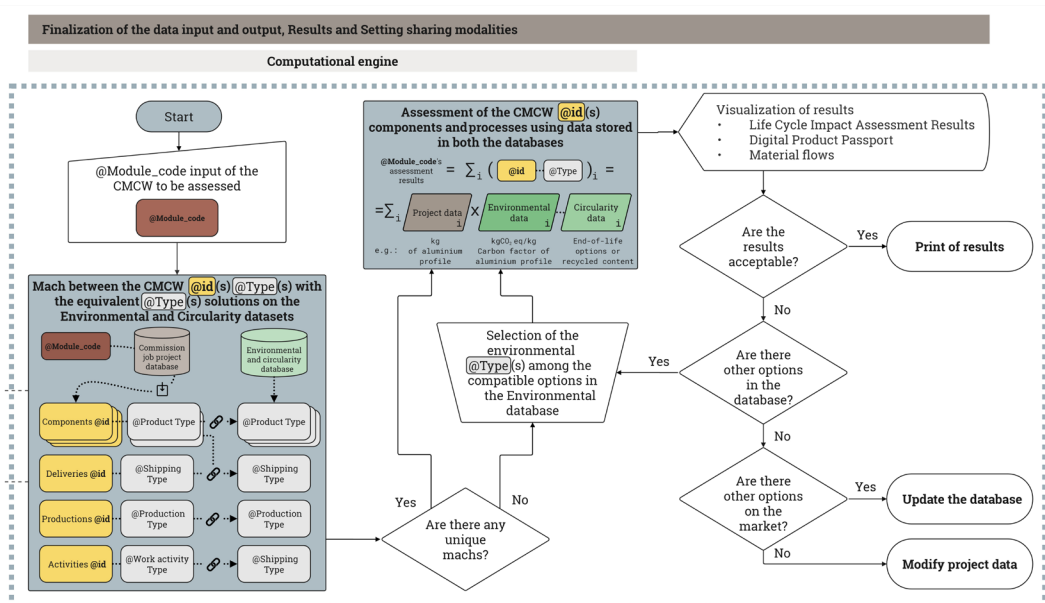 Finalization of the data input and output, Results and Setting sharing modalities
Computational engine
Start
@Module_code input of the
CMCW to be assessed
@Module_code
Mach between the CMCW @id(s) @Type(s) with
the equivalent @Type(s) solutions on the
Environmental and Circularity datasets
@Module_code
Commission
job project
database
Environmental
and circularity
database
Components @id
@Product Type
@Product Type
Deliveries @id
@Shipping
Type
@Shipping
Type
Productions @id
@Production
Type
@Production
Type
Activities @id
@Work activity
Type
@Shipping
Type
Assessment of the CMCW @id(s)
components and processes using data stored
in both the databases
@Module_code's
assessment
results
= ∑i ( @id ··· @Type )i =
=∑i
Project data
i
x
Environmental
data
i
Circularity
data
i
e.g.:
kg
of aluminium
profile
kgCO2 eq/kg
Carbon factor of
aluminium profile
End-of-life
options or
recycled content
Selection of the
environmental
@Type(s) among the
compatible options in
the Environmental
database
Yes
No
Are there any
unique
machs?
Visualization of results
• Life Cycle Impact Assessment Results
• Digital Product Passport
• Material flows
Are the
results
acceptable?
Yes
Print of results
No
Are there
other options
in the
database?
Yes
No
Are there
other options
on the
market?
Yes
Update the database
No
Modify project data